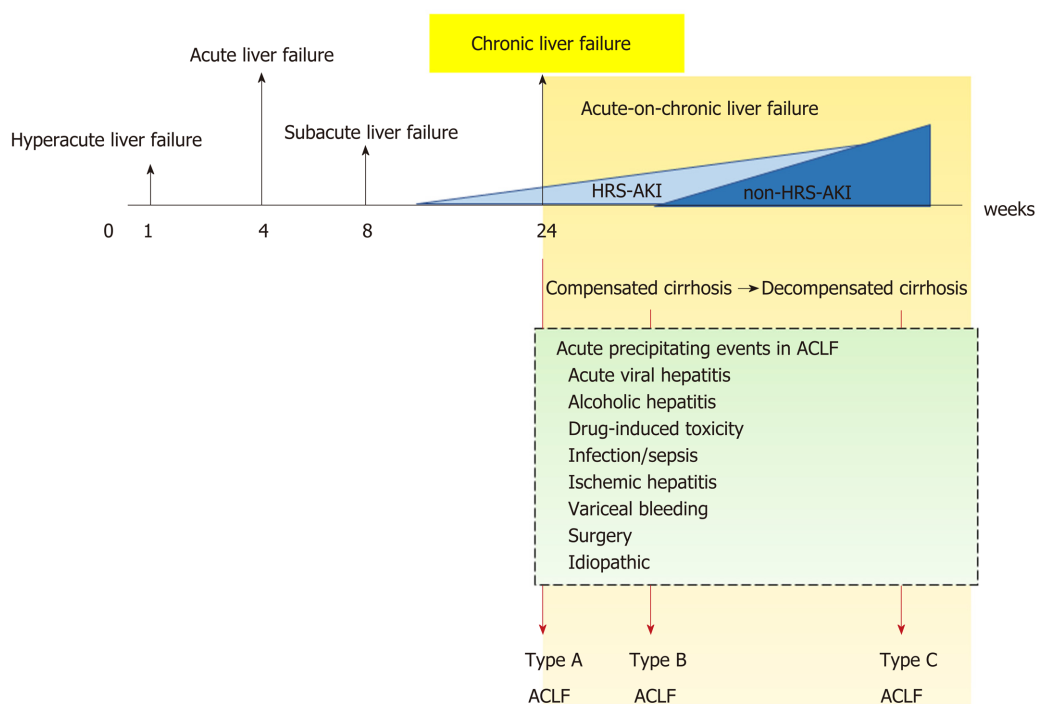 Chronic liver failure
Acute liver failure
Acute-on-chronic liver failure
Subacute liver failure
Hyperacute liver failure
HRS-AKI
non-HRS-AKI
weeks
0 1 4 8 24
Compensated cirrhosis → Decompensated cirrhosis
Acute precipitating events in ACLF
Acute viral hepatitis
Alcoholic hepatitis
Drug-induced toxicity
Infection/sepsis
Ischemic hepatitis
Variceal bleeding
Surgery
Idiopathic
Type A
ACLF
Type B
ACLF
Type C
ACLF